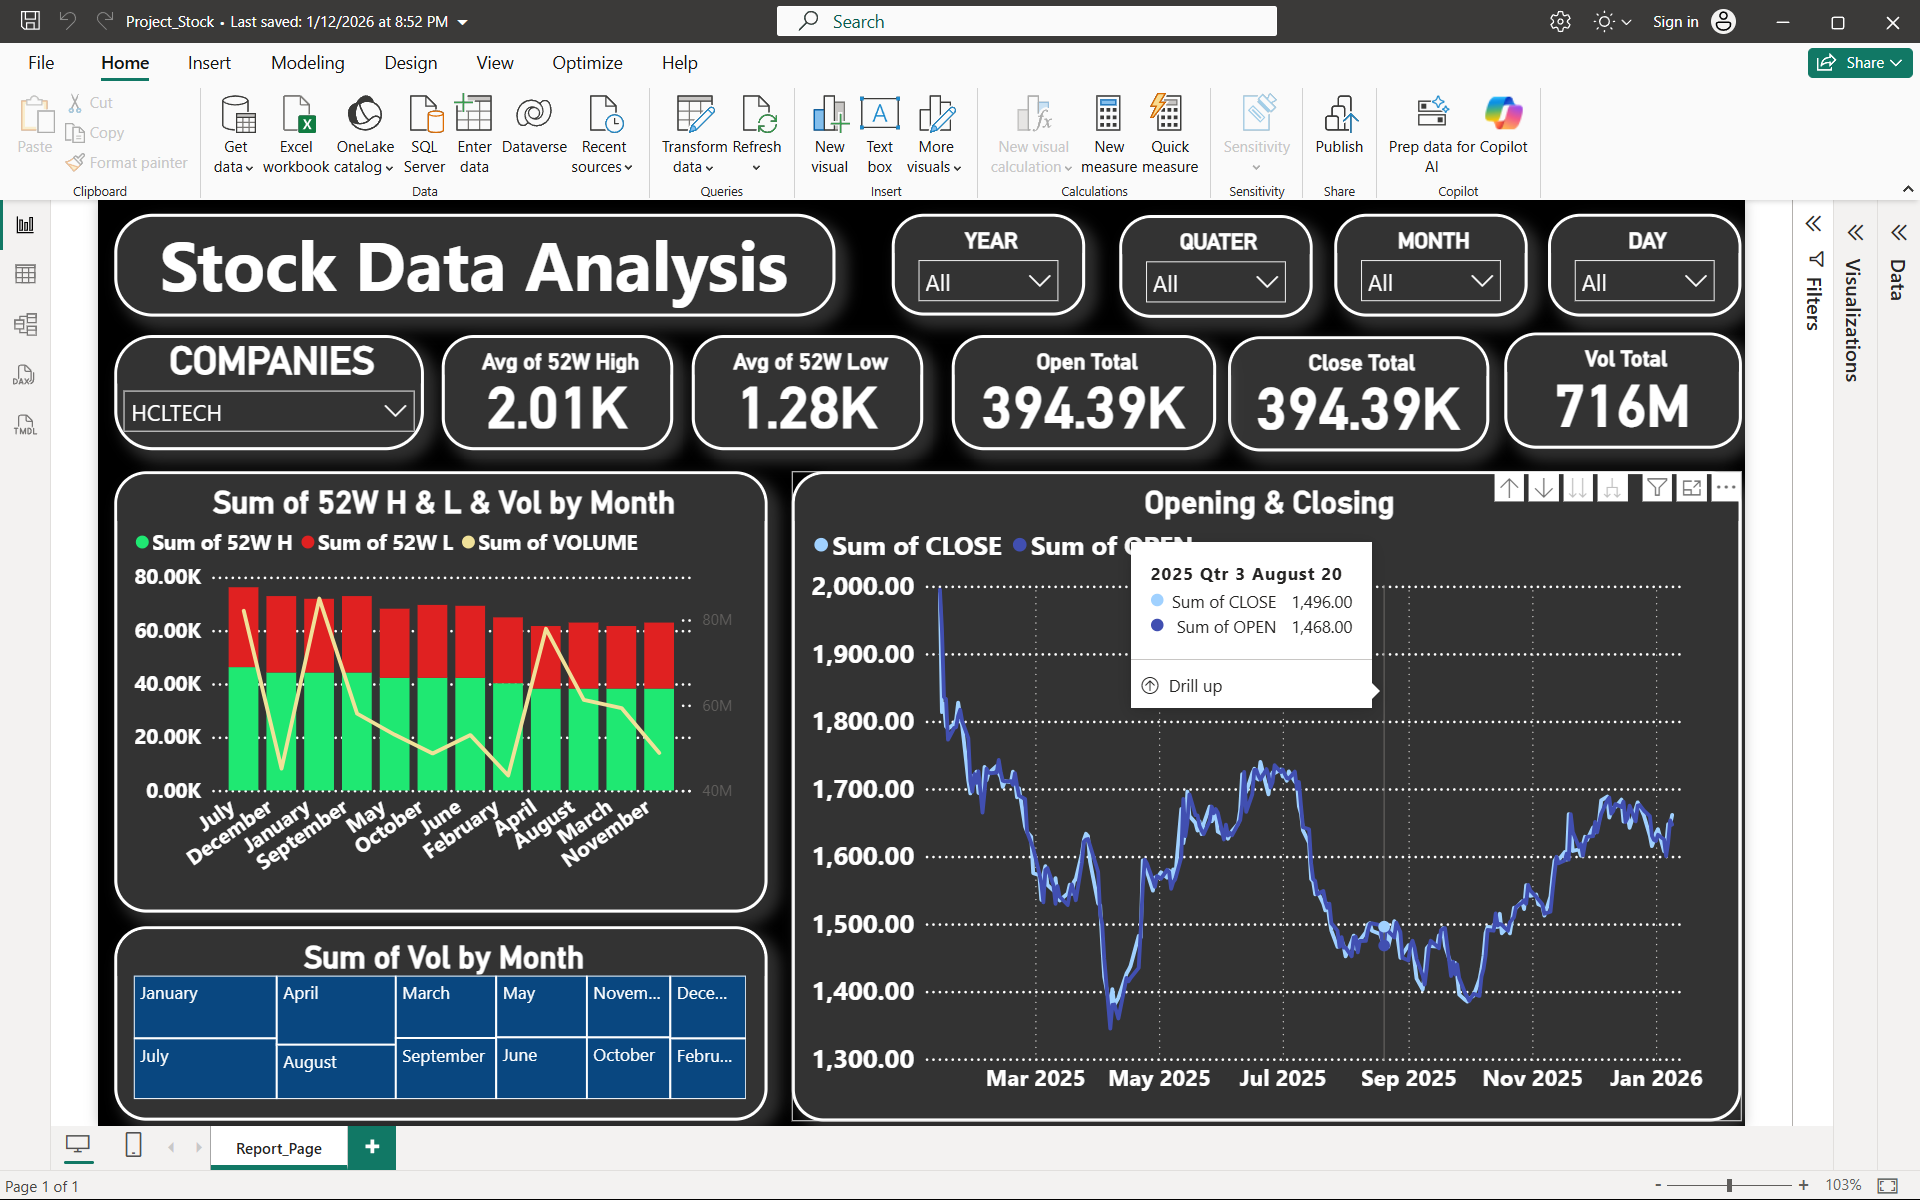 Project_Stock • Last saved: 1/12/2026 at 8:52 PM
Search
Sign in
File Home Insert Modeling Design View Optimize Help
Share
Paste
Cut
Copy
Format painter
Clipboard
Get data
Excel workbook
OneLake catalog
SQL Server
Enter data
Dataverse
Recent sources
Data
Transform data
Refresh
Queries
New visual
Text box
More visuals
Insert
New visual calculation
New measure
Quick measure
Calculations
Sensitivity
Sensitivity
Publish
Share
Prep data for AI
Copilot
Copilot
DAX
TMDL
Stock Data Analysis
YEAR
All
QUATER
All
MONTH
All
DAY
All
COMPANIES
HCLTECH
Avg of 52W High
2.01K
Avg of 52W Low
1.28K
Open Total
394.39K
Close Total
394.39K
Vol Total
716M
Sum of 52W H & L & Vol by Month
Sum of 52W H Sum of 52W L Sum of VOLUME
80.00K
60.00K
40.00K
20.00K
0.00K
80M
60M
40M
July December January September May October June February April August March November
Sum of Vol by Month
January April March May Novem... Dece...
July August September June October Febru...
Opening & Closing
Sum of CLOSE Sum of OPEN
2025 Qtr 3 August 20
Sum of CLOSE 1,496.00
Sum of OPEN 1,468.00
Drill up
2,000.00
1,900.00
1,800.00
1,700.00
1,600.00
1,500.00
1,400.00
1,300.00
Mar 2025 May 2025 Jul 2025 Sep 2025 Nov 2025 Jan 2026
Filters
Visualizations
Data
Report_Page
Page 1 of 1
103%